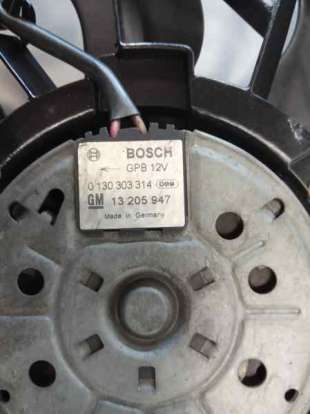 BOSCH
GPB 12V
0 130 303 314
GM 13 205 947
Made in Germany